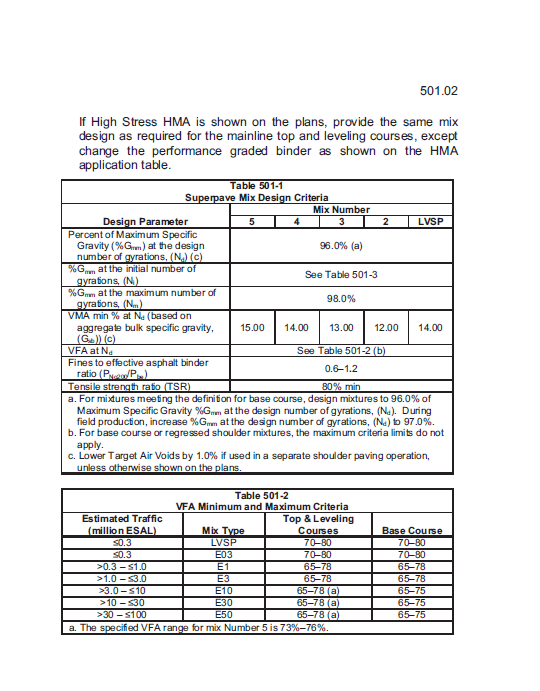 501.02
If High Stress HMA is shown on the plans, provide the same mix
design as required for the mainline top and leveling courses, except
change the performance graded binder as shown on the HMA
application table.
Table 501-1
Superpave Mix Design Criteria
Mix Number
Design Parameter 5 4 3 2 LVSP
Percent of Maximum Specific
Gravity (%Gmm) at the design
number of gyrations, (Nd) (c)
96.0% (a)
%Gmm at the initial number of
gyrations, (Ni)
See Table 501-3
%Gmm at the maximum number of
gyrations, (Nm)
98.0%
VMA min % at Nd (based on
aggregate bulk specific gravity,
(Gsb)) (c)
15.00 14.00 13.00 12.00 14.00
VFA at Nd See Table 501-2 (b)
Fines to effective asphalt binder
ratio (PNo200/Pbe)
0.6–1.2
Tensile strength ratio (TSR) 80% min
a. For mixtures meeting the definition for base course, design mixtures to 96.0% of
Maximum Specific Gravity %Gmm at the design number of gyrations, (Nd). During
field production, increase %Gmm at the design number of gyrations, (Nd) to 97.0%.
b. For base course or regressed shoulder mixtures, the maximum criteria limits do not
apply.
c. Lower Target Air Voids by 1.0% if used in a separate shoulder paving operation,
unless otherwise shown on the plans.
Table 501-2
VFA Minimum and Maximum Criteria
Estimated Traffic
(million ESAL) Mix Type Top & Leveling
Courses Base Course
≤0.3 LVSP 70–80 70–80
≤0.3 E03 70–80 70–80
>0.3 – ≤1.0 E1 65–78 65–78
>1.0 – ≤3.0 E3 65–78 65–78
>3.0 – ≤10 E10 65–78 (a) 65–75
>10 – ≤30 E30 65–78 (a) 65–75
>30 – ≤100 E50 65–78 (a) 65–75
a. The specified VFA range for mix Number 5 is 73%–76%.